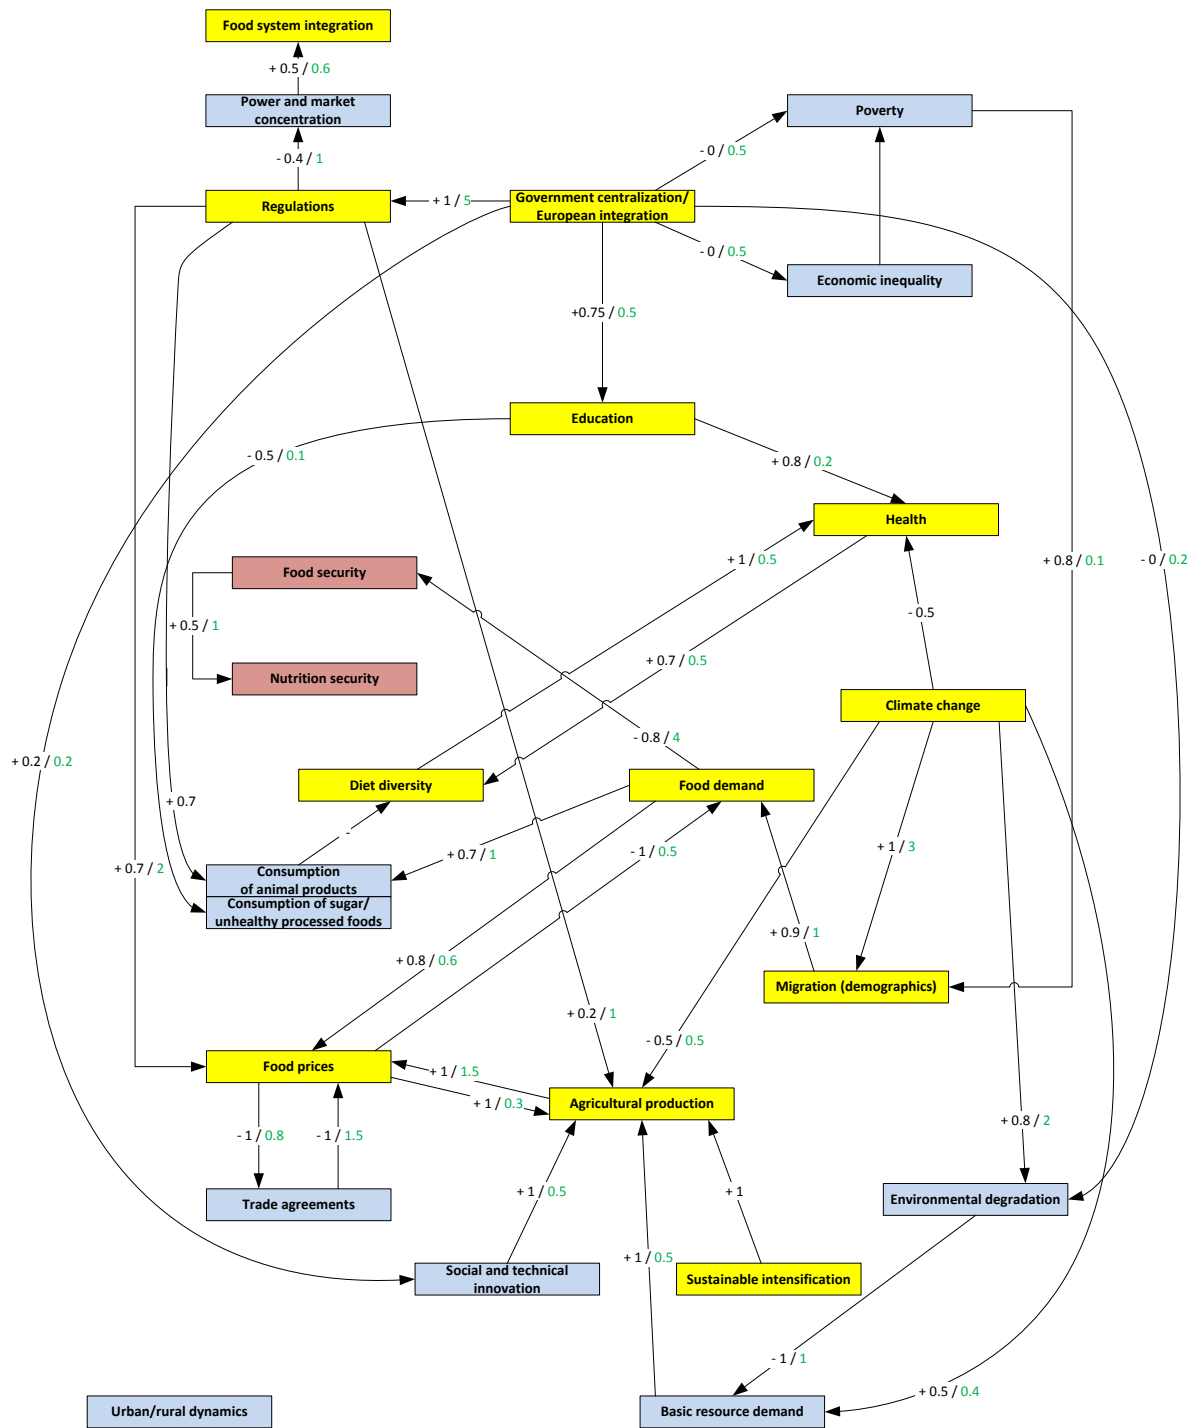 Food system integration
+ 0.5 / 0.6
Power and market
concentration
Poverty
- 0.4 / 1
- 0 / 0.5
Regulations
+ 1 / 5
Government centralization/
European integration
- 0 / 0.5
Economic inequality
+0.75 / 0.5
Education
- 0.5 / 0.1
+ 0.8 / 0.2
Health
+ 1 / 0.5
+ 0.8 / 0.1
- 0 / 0.2
Food security
- 0.5
+ 0.5 / 1
+ 0.7 / 0.5
Nutrition security
Climate change
- 0.8 / 4
+ 0.2 / 0.2
Diet diversity
Food demand
+ 0.7
-
+ 0.7 / 2
Consumption
of animal products
+ 0.7 / 1
- 1 / 0.5
+ 1 / 3
Consumption of sugar/
unhealthy processed foods
+ 0.9 / 1
+ 0.8 / 0.6
Migration (demographics)
+ 0.2 / 1
- 0.5 / 0.5
Food prices
+ 1 / 1.5
+ 1 / 0.3
Agricultural production
- 1 / 0.8
- 1 / 1.5
+ 0.8 / 2
Trade agreements
+ 1 / 0.5
+ 1
Environmental degradation
+ 1 / 0.5
Social and technical
innovation
Sustainable intensification
- 1 / 1
+ 0.5 / 0.4
Urban/rural dynamics
Basic resource demand